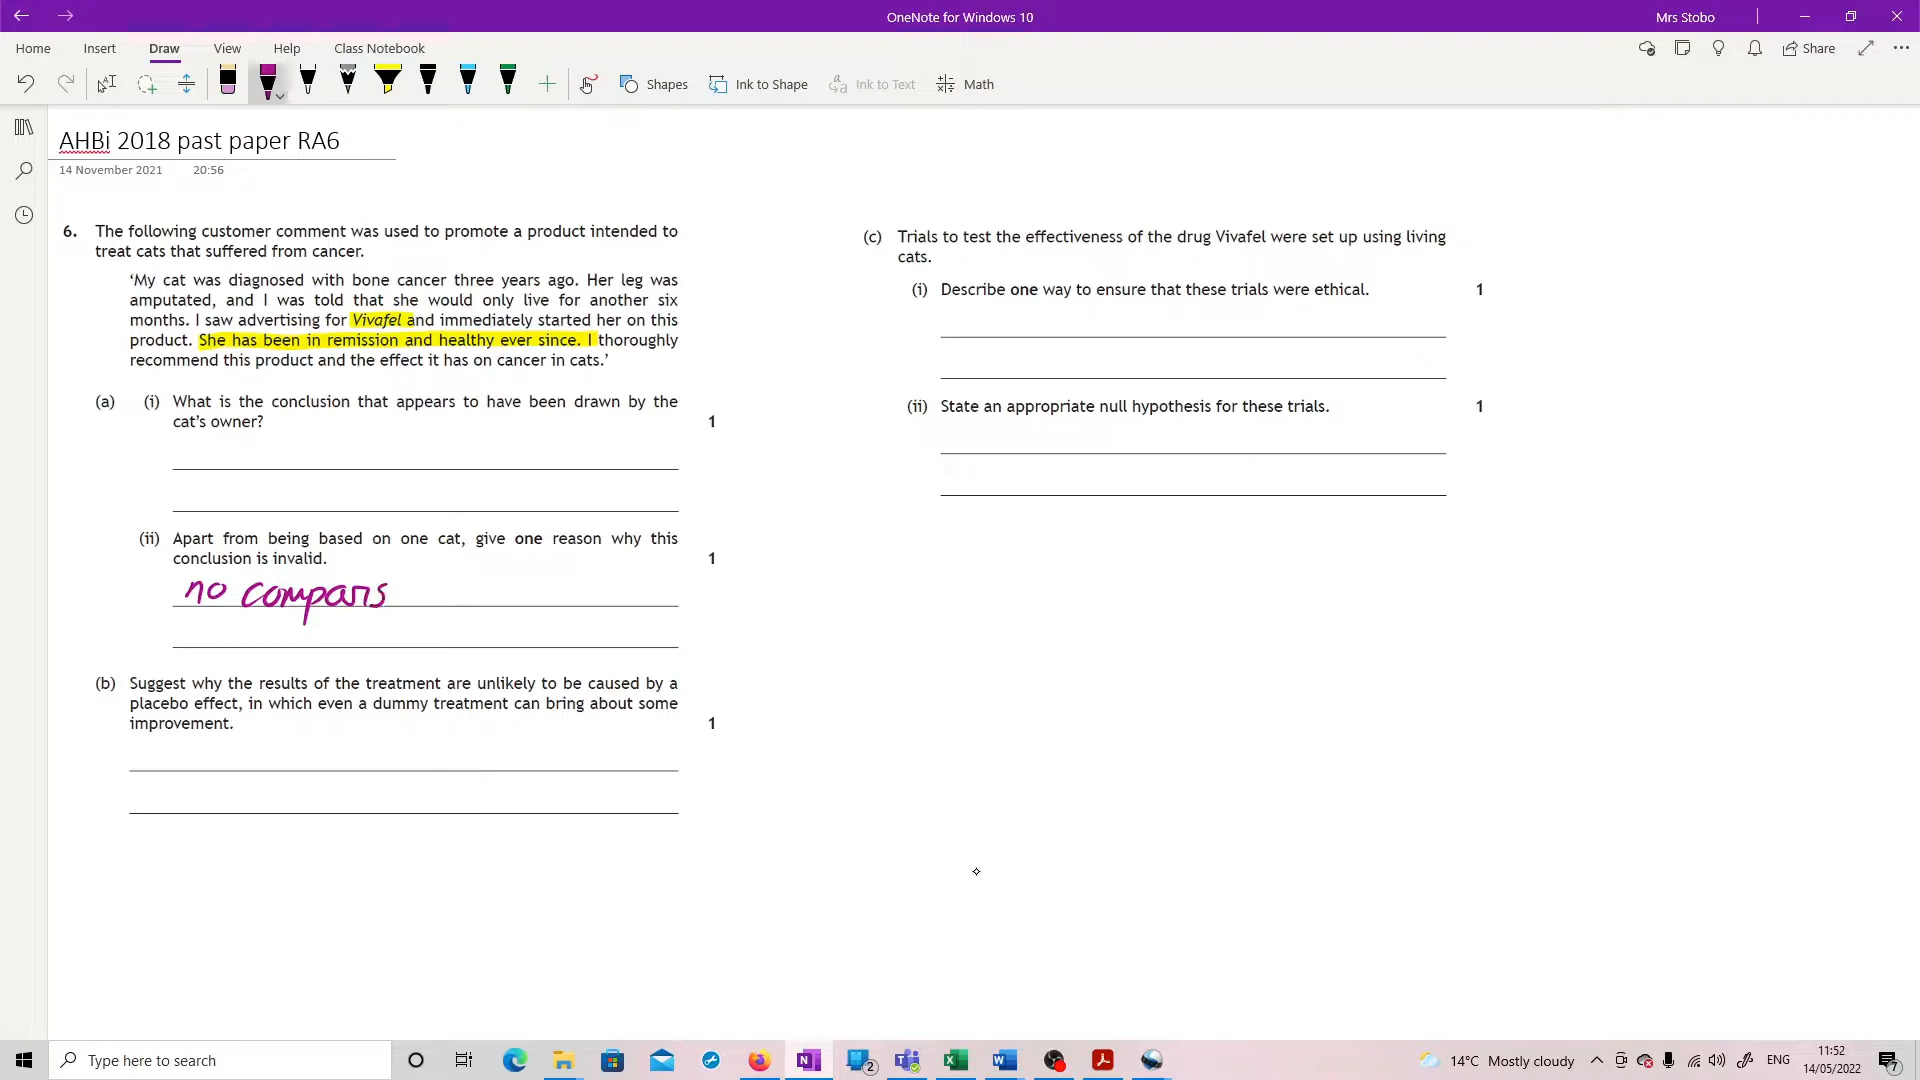 OneNote for Windows 10
Mrs Stobo
Home Insert Draw View Help Class Notebook
Share
Shapes Ink to Shape Ink to Text Math
AHBi 2018 past paper RA6
14 November 2021 20:56
6. The following customer comment was used to promote a product intended to
treat cats that suffered from cancer.
‘My cat was diagnosed with bone cancer three years ago. Her leg was
amputated, and I was told that she would only live for another six
months. I saw advertising for Vivafel and immediately started her on this
product. She has been in remission and healthy ever since. I thoroughly
recommend this product and the effect it has on cancer in cats.’
(a) (i) What is the conclusion that appears to have been drawn by the
cat’s owner? 1
(ii) Apart from being based on one cat, give one reason why this
conclusion is invalid. 1
no compars
(b) Suggest why the results of the treatment are unlikely to be caused by a
placebo effect, in which even a dummy treatment can bring about some
improvement. 1
(c) Trials to test the effectiveness of the drug Vivafel were set up using living
cats.
(i) Describe one way to ensure that these trials were ethical. 1
(ii) State an appropriate null hypothesis for these trials. 1
Type here to search
14°C Mostly cloudy
ENG
11:52
14/05/2022